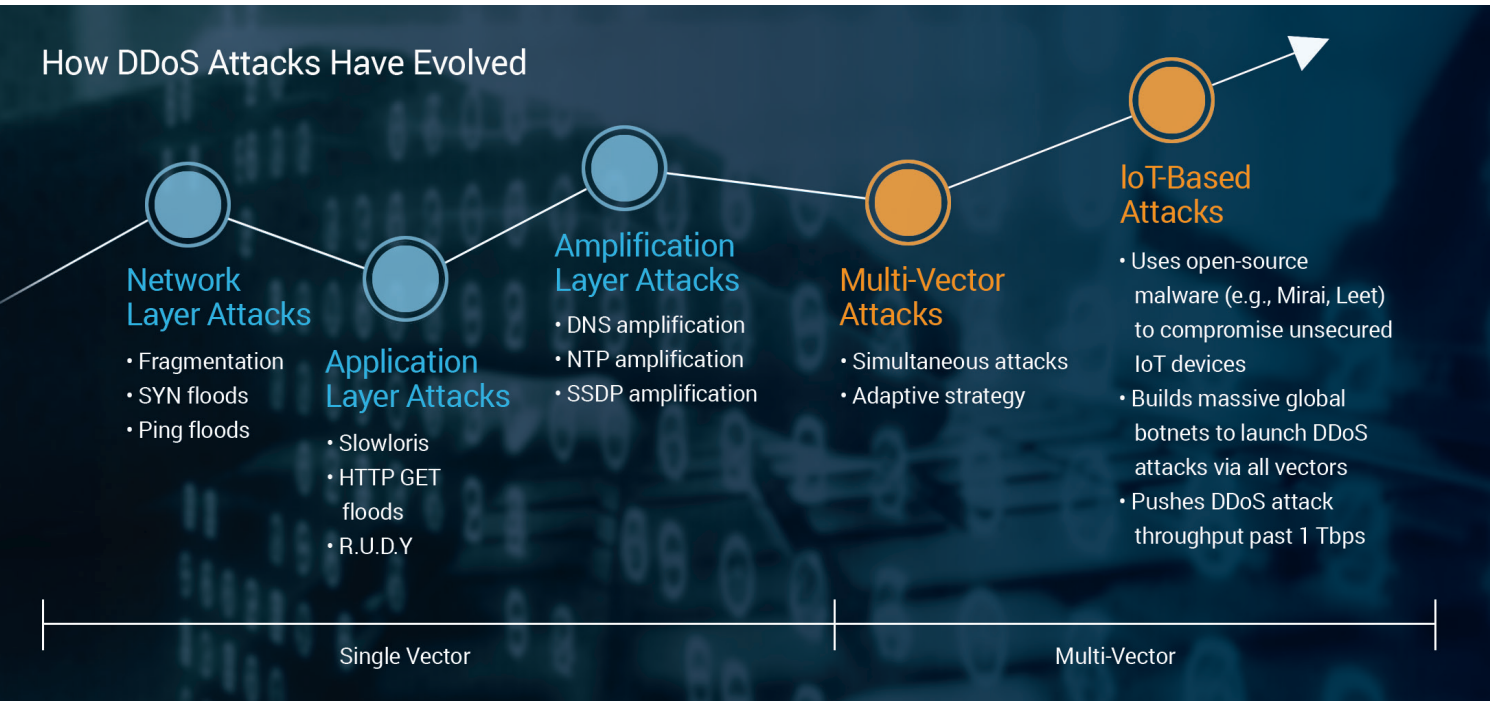 How DDoS Attacks Have Evolved
Network
Layer Attacks
• Fragmentation
• SYN floods
• Ping floods
Application
Layer Attacks
• Slowloris
• HTTP GET
floods
• R.U.D.Y
Amplification
Layer Attacks
• DNS amplification
• NTP amplification
• SSDP amplification
Multi-Vector
Attacks
• Simultaneous attacks
• Adaptive strategy
IoT-Based
Attacks
• Uses open-source
malware (e.g., Mirai, Leet)
to compromise unsecured
IoT devices
• Builds massive global
botnets to launch DDoS
attacks via all vectors
• Pushes DDoS attack
throughput past 1 Tbps
Single Vector
Multi-Vector